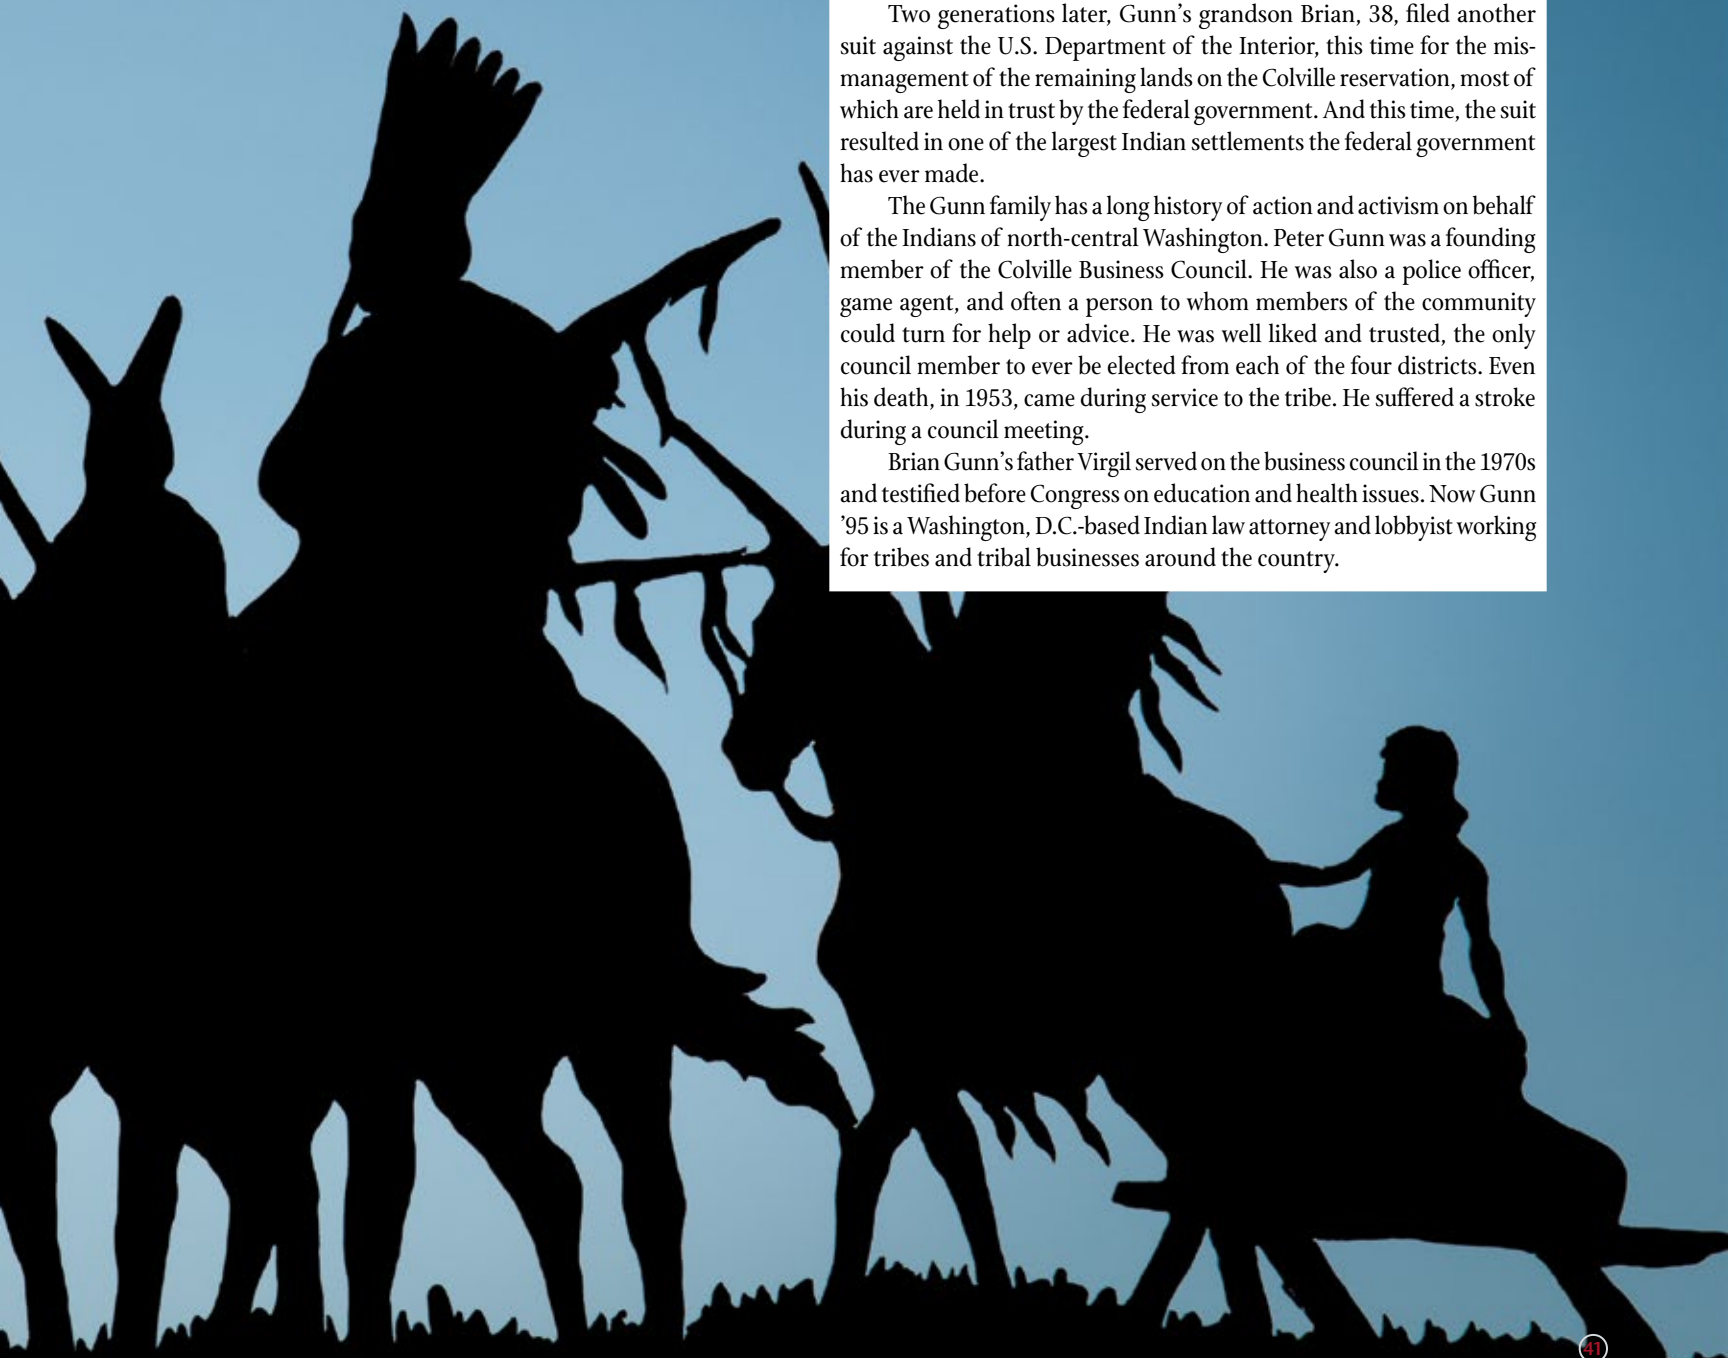 Two generations later, Gunn’s grandson Brian, 38, filed another
suit against the U.S. Department of the Interior, this time for the mis-
management of the remaining lands on the Colville reservation, most of
which are held in trust by the federal government. And this time, the suit
resulted in one of the largest Indian settlements the federal government
has ever made.
The Gunn family has a long history of action and activism on behalf
of the Indians of north-central Washington. Peter Gunn was a founding
member of the Colville Business Council. He was also a police officer,
game agent, and often a person to whom members of the community
could turn for help or advice. He was well liked and trusted, the only
council member to ever be elected from each of the four districts. Even
his death, in 1953, came during service to the tribe. He suffered a stroke
during a council meeting.
Brian Gunn’s father Virgil served on the business council in the 1970s
and testified before Congress on education and health issues. Now Gunn
’95 is a Washington, D.C.-based Indian law attorney and lobbyist working
for tribes and tribal businesses around the country.
41